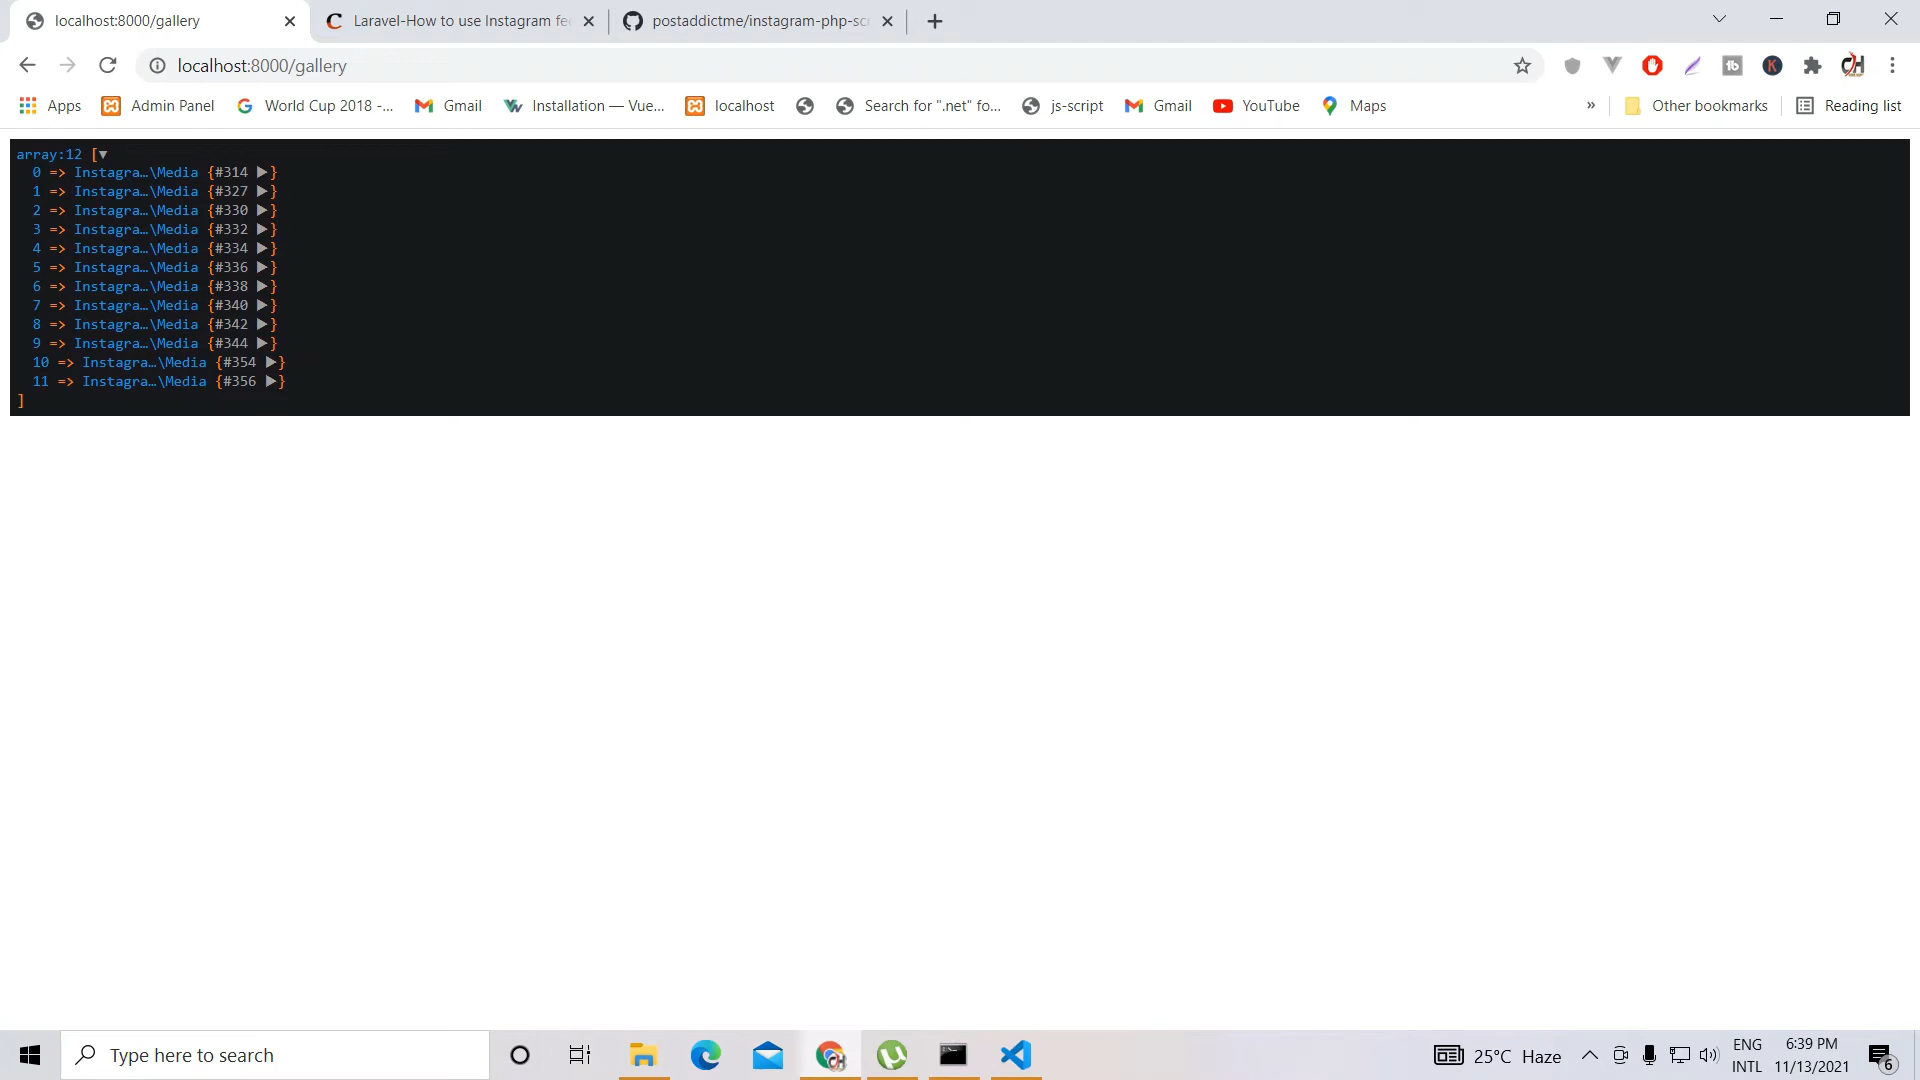 localhost:8000/gallery
Laravel-How to use Instagram fee
postaddictme/instagram-php-scr
localhost:8000/gallery
Apps
Admin Panel
World Cup 2018 -...
Gmail
Installation — Vue...
localhost
Search for ".net" fo...
js-script
Gmail
YouTube
Maps
»
Other bookmarks
Reading list
array:12 [▼
0 => Instagra…\Media {#314 ▶}
1 => Instagra…\Media {#327 ▶}
2 => Instagra…\Media {#330 ▶}
3 => Instagra…\Media {#332 ▶}
4 => Instagra…\Media {#334 ▶}
5 => Instagra…\Media {#336 ▶}
6 => Instagra…\Media {#338 ▶}
7 => Instagra…\Media {#340 ▶}
8 => Instagra…\Media {#342 ▶}
9 => Instagra…\Media {#344 ▶}
10 => Instagra…\Media {#354 ▶}
11 => Instagra…\Media {#356 ▶}
]
Type here to search
25°C Haze
ENG
INTL
6:39 PM
11/13/2021
6